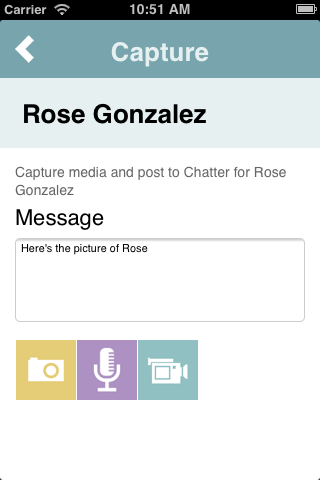 Carrier 10:51 AM
Capture
Rose Gonzalez
Capture media and post to Chatter for Rose
Gonzalez
Message
Here's the picture of Rose